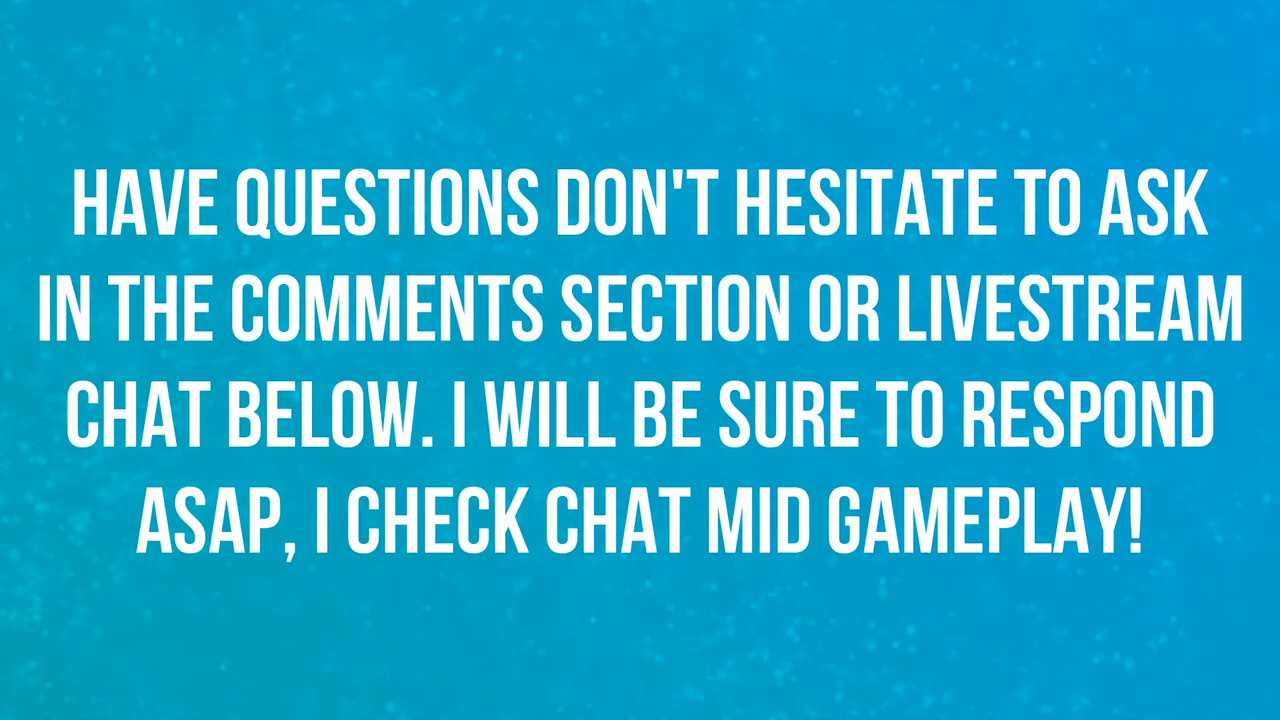 HAVE QUESTIONS DON'T HESITATE TO ASK
IN THE COMMENTS SECTION OR LIVESTREAM
CHAT BELOW. I WILL BE SURE TO RESPOND
ASAP, I CHECK CHAT MID GAMEPLAY!